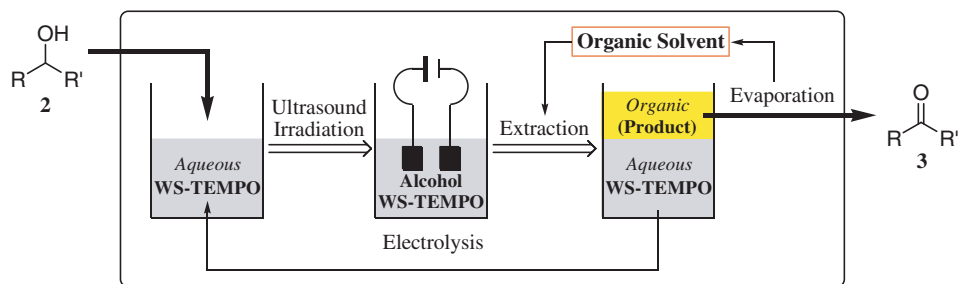 OH
R R'
2
Aqueous
WS-TEMPO
Ultrasound
Irradiation
Alcohol
WS-TEMPO
Electrolysis
Extraction
Organic Solvent
Evaporation
Organic
(Product)
Aqueous
WS-TEMPO
O
R R'
3